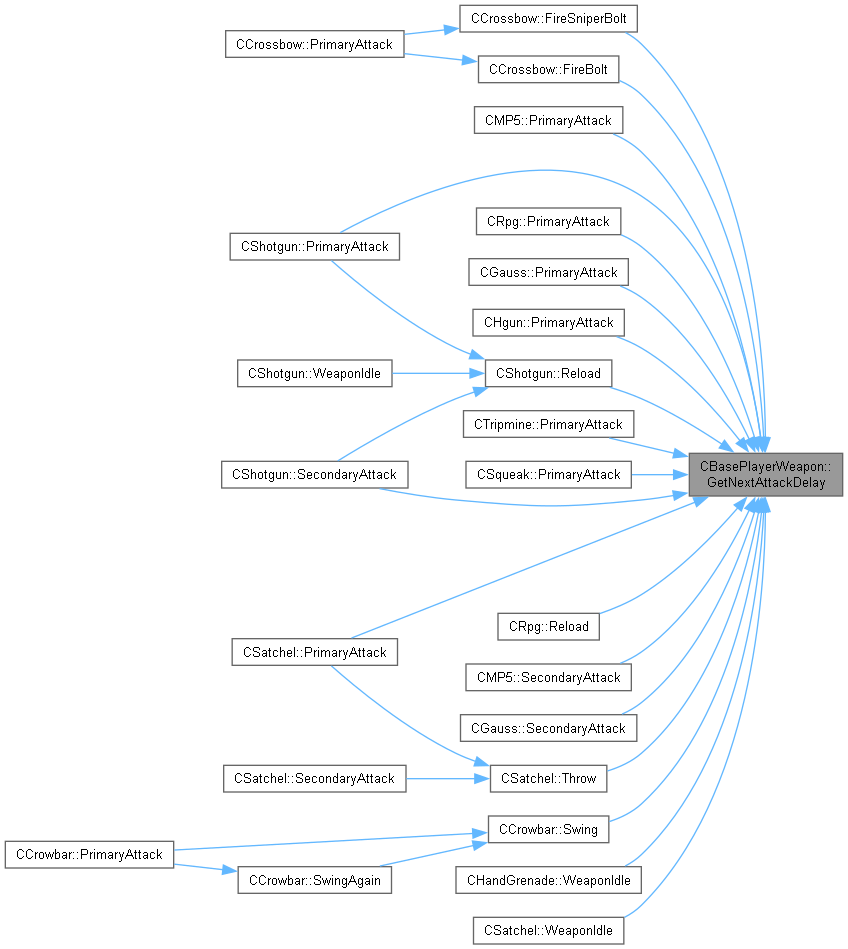 CCrossbow::FireSniperBolt
CCrossbow::PrimaryAttack
CCrossbow::FireBolt
CMP5::PrimaryAttack
CRpg::PrimaryAttack
CShotgun::PrimaryAttack
CGauss::PrimaryAttack
CHgun::PrimaryAttack
CShotgun::WeaponIdle
CShotgun::Reload
CTripmine::PrimaryAttack
CShotgun::SecondaryAttack
CSqueak::PrimaryAttack
CBasePlayerWeapon::
GetNextAttackDelay
CRpg::Reload
CSatchel::PrimaryAttack
CMP5::SecondaryAttack
CGauss::SecondaryAttack
CSatchel::SecondaryAttack
CSatchel::Throw
CCrowbar::Swing
CCrowbar::PrimaryAttack
CCrowbar::SwingAgain
CHandGrenade::WeaponIdle
CSatchel::WeaponIdle